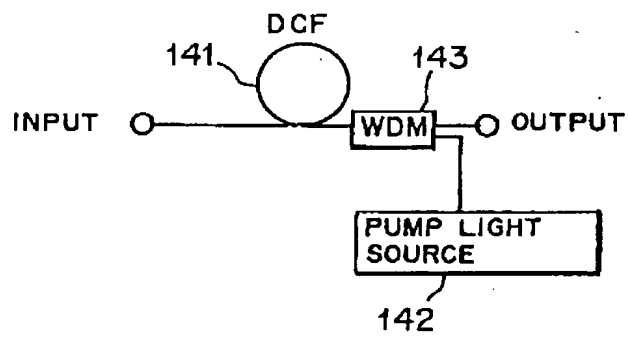 DCF
141
143
INPUT
WDM
OUTPUT
PUMP LIGHT
SOURCE
142